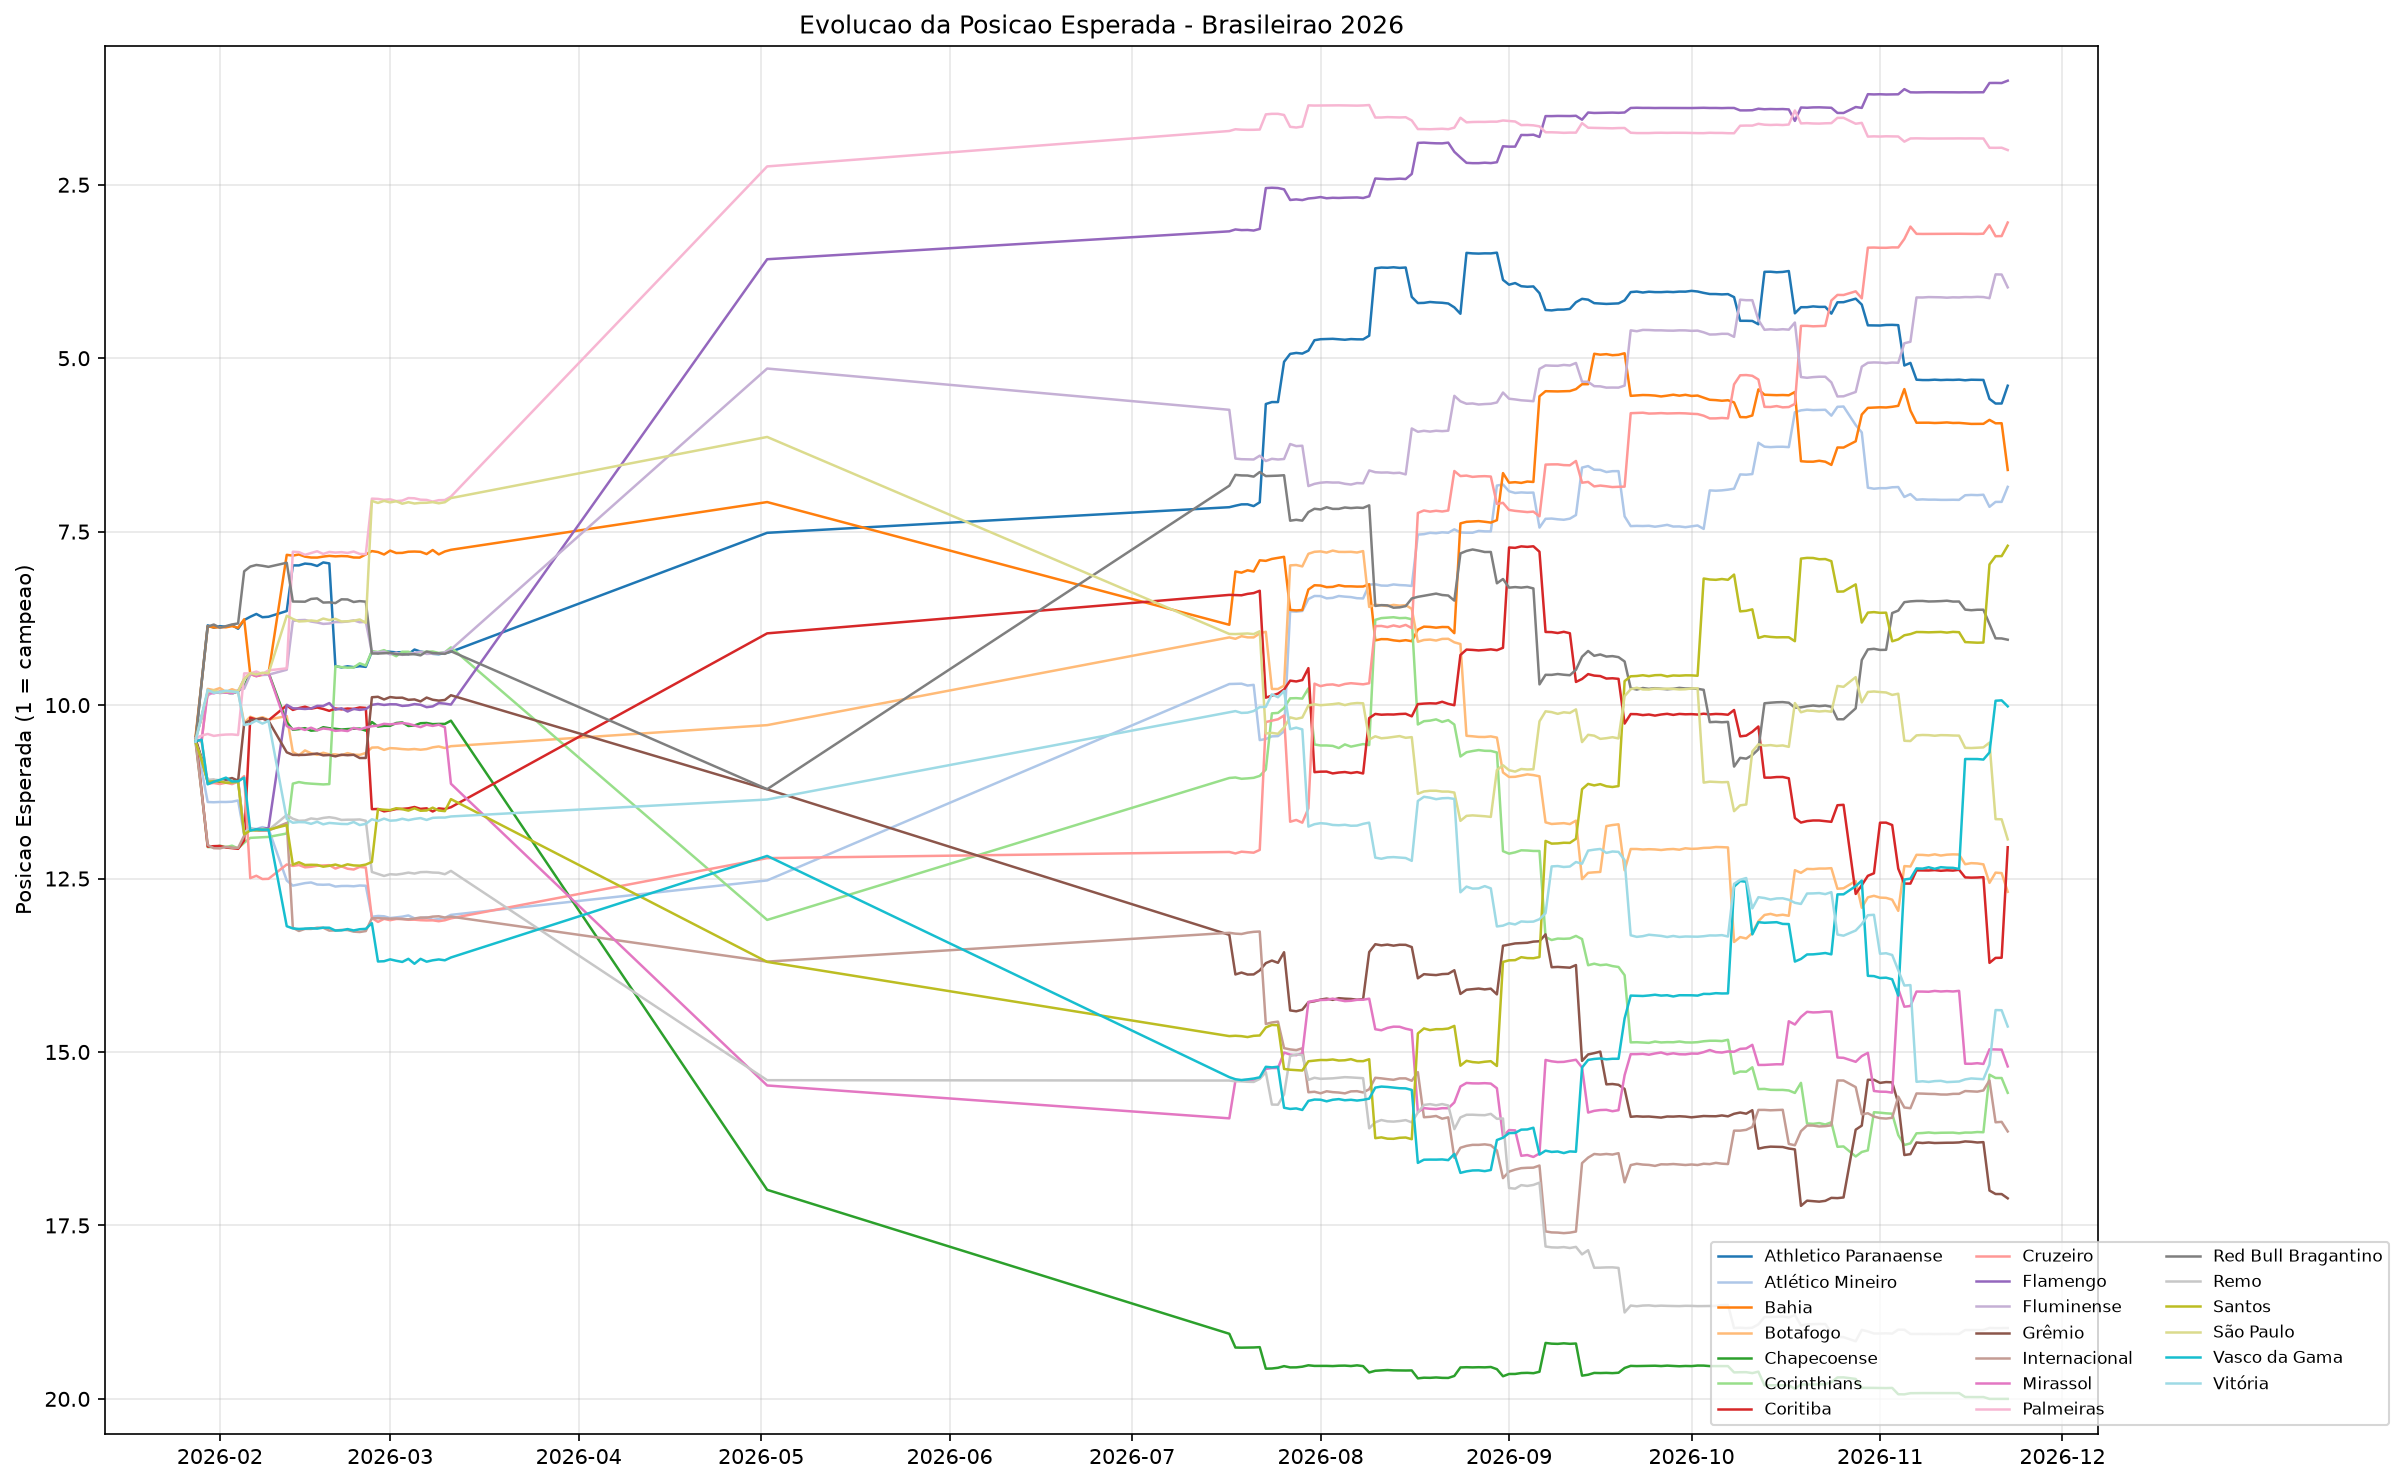 Evolucao da Posicao Esperada - Brasileirao 2026
Posicao Esperada (1 = campeao)
2.5
5.0
7.5
10.0
12.5
15.0
17.5
20.0
2026-02 2026-03 2026-04 2026-05 2026-06 2026-07 2026-08 2026-09 2026-10 2026-11 2026-12
Athletico Paranaense
Atlético Mineiro
Bahia
Botafogo
Chapecoense
Corinthians
Coritiba
Cruzeiro
Flamengo
Fluminense
Grêmio
Internacional
Mirassol
Palmeiras
Red Bull Bragantino
Remo
Santos
São Paulo
Vasco da Gama
Vitória